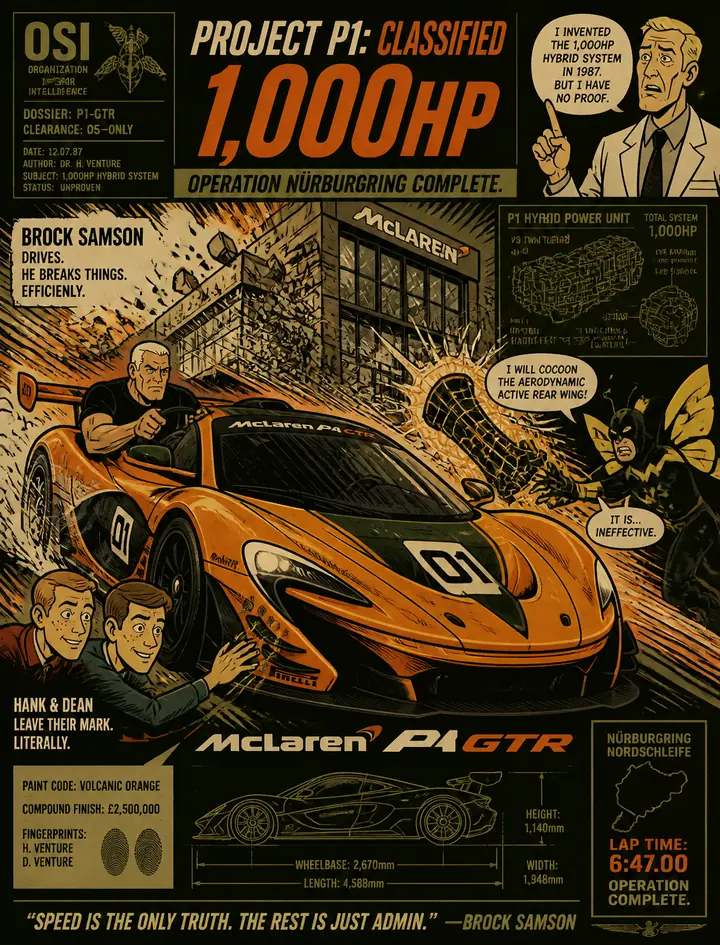 OSI
ORGANIZATION
INTELLIGENCE
DOSSIER: P1-GTR
CLEARANCE: O5-ONLY
DATE: 12.07.87
AUTHOR: DR. H. VENTURE
SUBJECT: 1,000HP HYBRID SYSTEM
STATUS: UNPROVEN
PROJECT P1: CLASSIFIED
1,000HP
OPERATION NÜRBURGRING COMPLETE.
I INVENTED
THE 1,000HP
HYBRID SYSTEM
IN 1987.
BUT I HAVE
NO PROOF.
BROCK SAMSON
DRIVES.
HE BREAKS THINGS.
EFFICIENLY.
McLAREN
P1 HYBRID POWER UNIT
TOTAL SYSTEM
1,000HP
I WILL COCOON
THE AERODYNAMIC
ACTIVE REAR WING!
IT IS...
INEFFECTIVE.
McLaren P1 GTR
01
01
PIRELLI
HANK & DEAN
LEAVE THEIR MARK.
LITERALLY.
McLaren P1 GTR
PAINT CODE: VOLCANIC ORANGE
COMPOUND FINISH: £2,500,000
FINGERPRINTS:
H. VENTURE
D. VENTURE
HEIGHT:
1,140mm
WHEELBASE: 2,670mm
LENGTH: 4,588mm
WIDTH:
1,948mm
NÜRBURGRING
NORDSCHLEIFE
LAP TIME:
6:47.00
OPERATION
COMPLETE.
"SPEED IS THE ONLY TRUTH. THE REST IS JUST ADMIN." —BROCK SAMSON